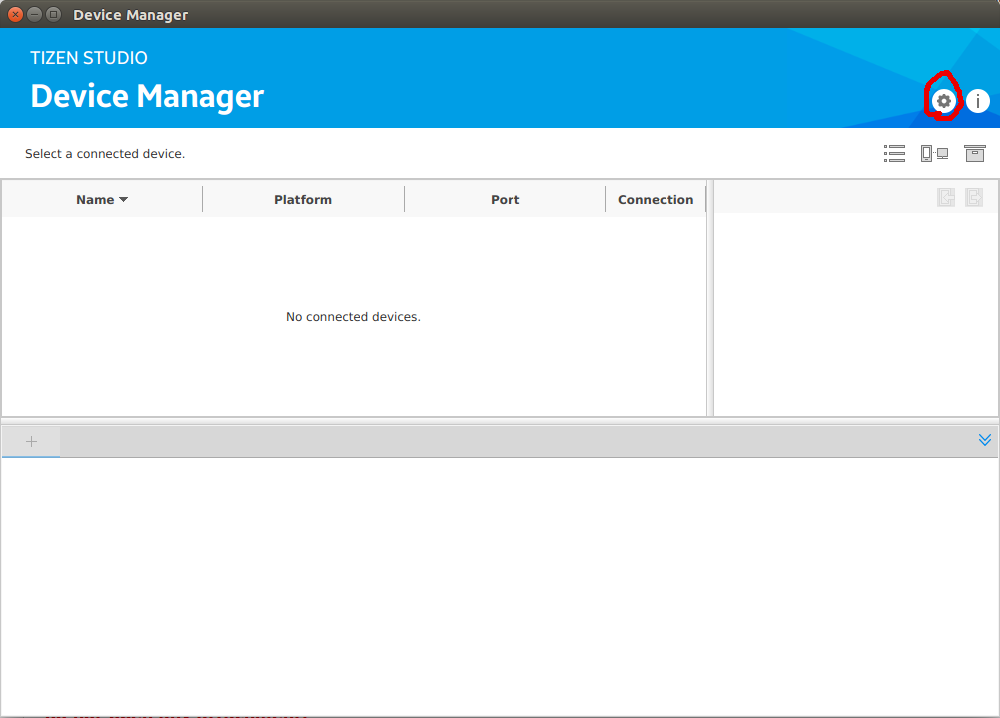 Device Manager
TIZEN STUDIO
Device Manager
i
Select a connected device.
Name Platform Port Connection
No connected devices.
+